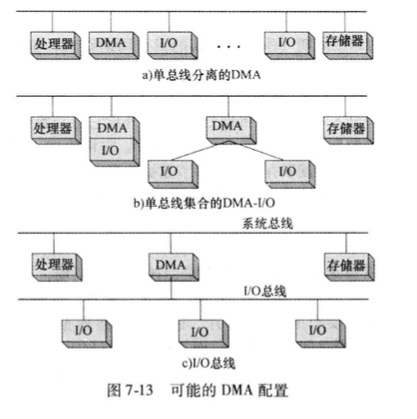 处理器 DMA I/O ... I/O 存储器
a)单总线分离的DMA
处理器 DMA DMA 存储器
I/O
I/O I/O
b)单总线集合的DMA-I/O
系统总线
处理器 DMA 存储器
I/O总线
I/O I/O I/O
c)I/O总线
图 7-13 可能的 DMA 配置